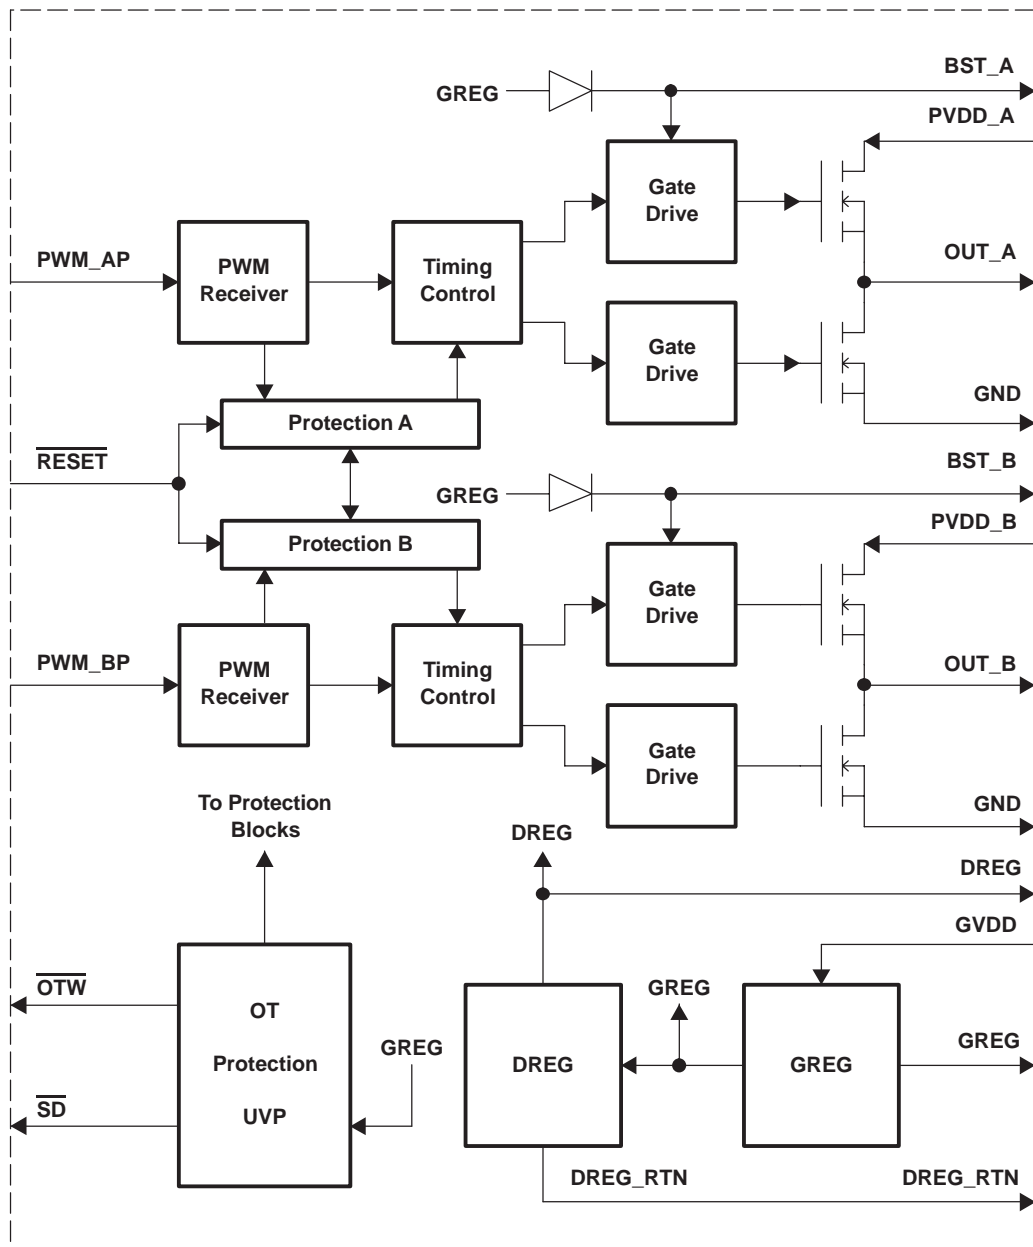 BST_A
GREG
PVDD_A
Gate
Drive
PWM_AP
PWM
Receiver
Timing
Control
OUT_A
Gate
Drive
GND
Protection A
RESET
BST_B
GREG
PVDD_B
Protection B
Gate
Drive
PWM_BP
PWM
Receiver
Timing
Control
OUT_B
Gate
Drive
GND
To Protection
Blocks
DREG
DREG
GVDD
OTW
OT
Protection
UVP
GREG
SD
GREG
DREG
GREG
GREG
DREG_RTN
DREG_RTN